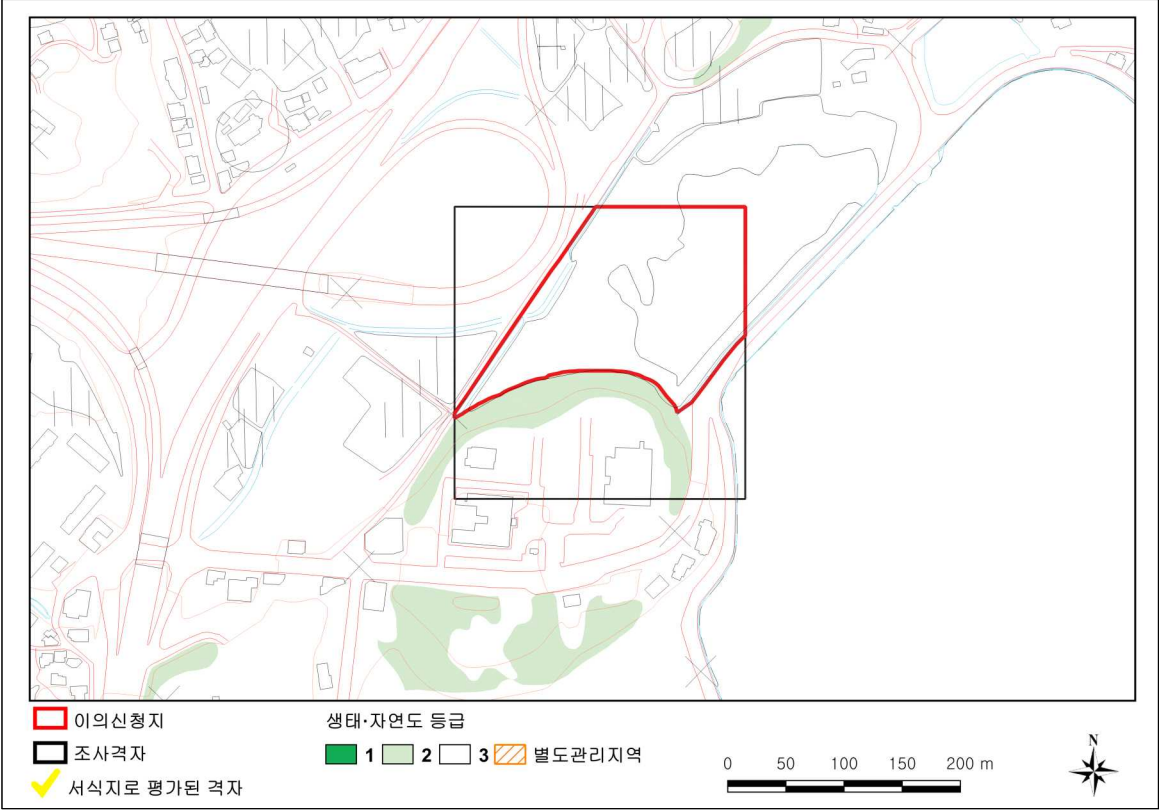 이의신청지
조사격자
서식지로 평가된 격자
생태·자연도 등급
1 2 3 별도관리지역
0 50 100 150 200 m
N